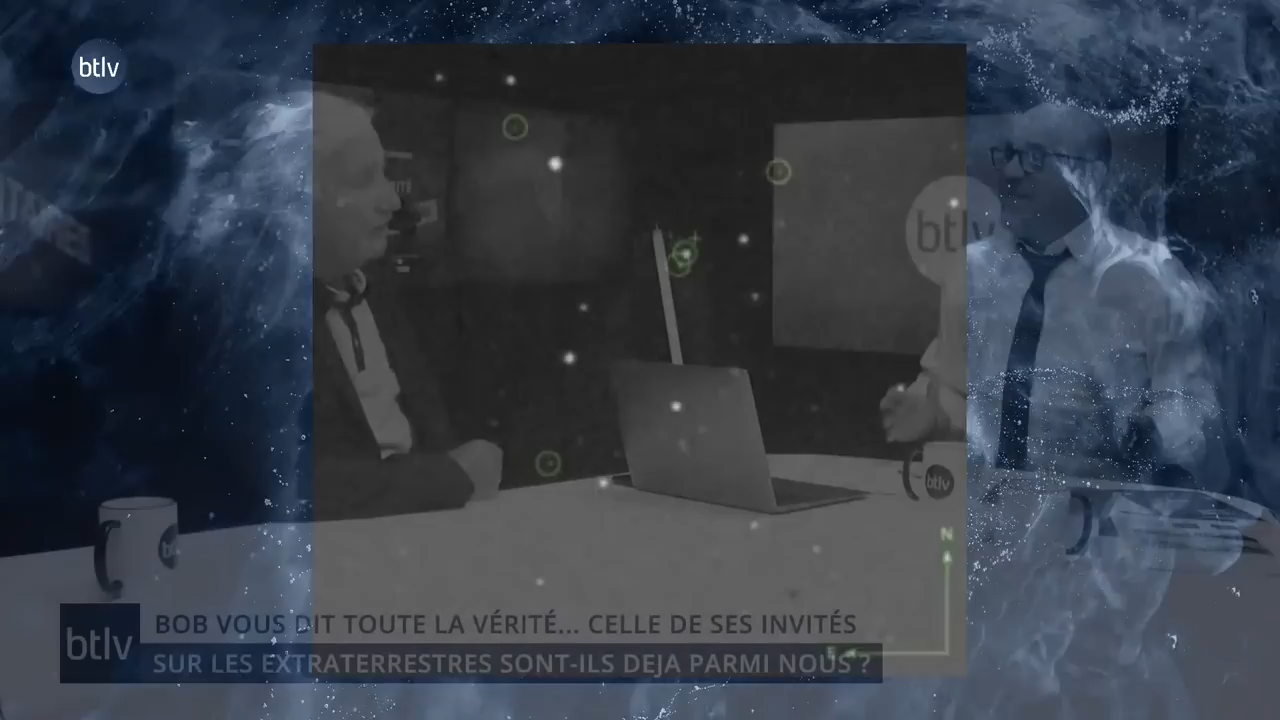 btlv
btlv
btlv
N
E
btlv
BOB VOUS DIT TOUTE LA VÉRITÉ... CELLE DE SES INVITÉS
SUR LES EXTRATERRESTRES SONT-ILS DEJA PARMI NOUS ?